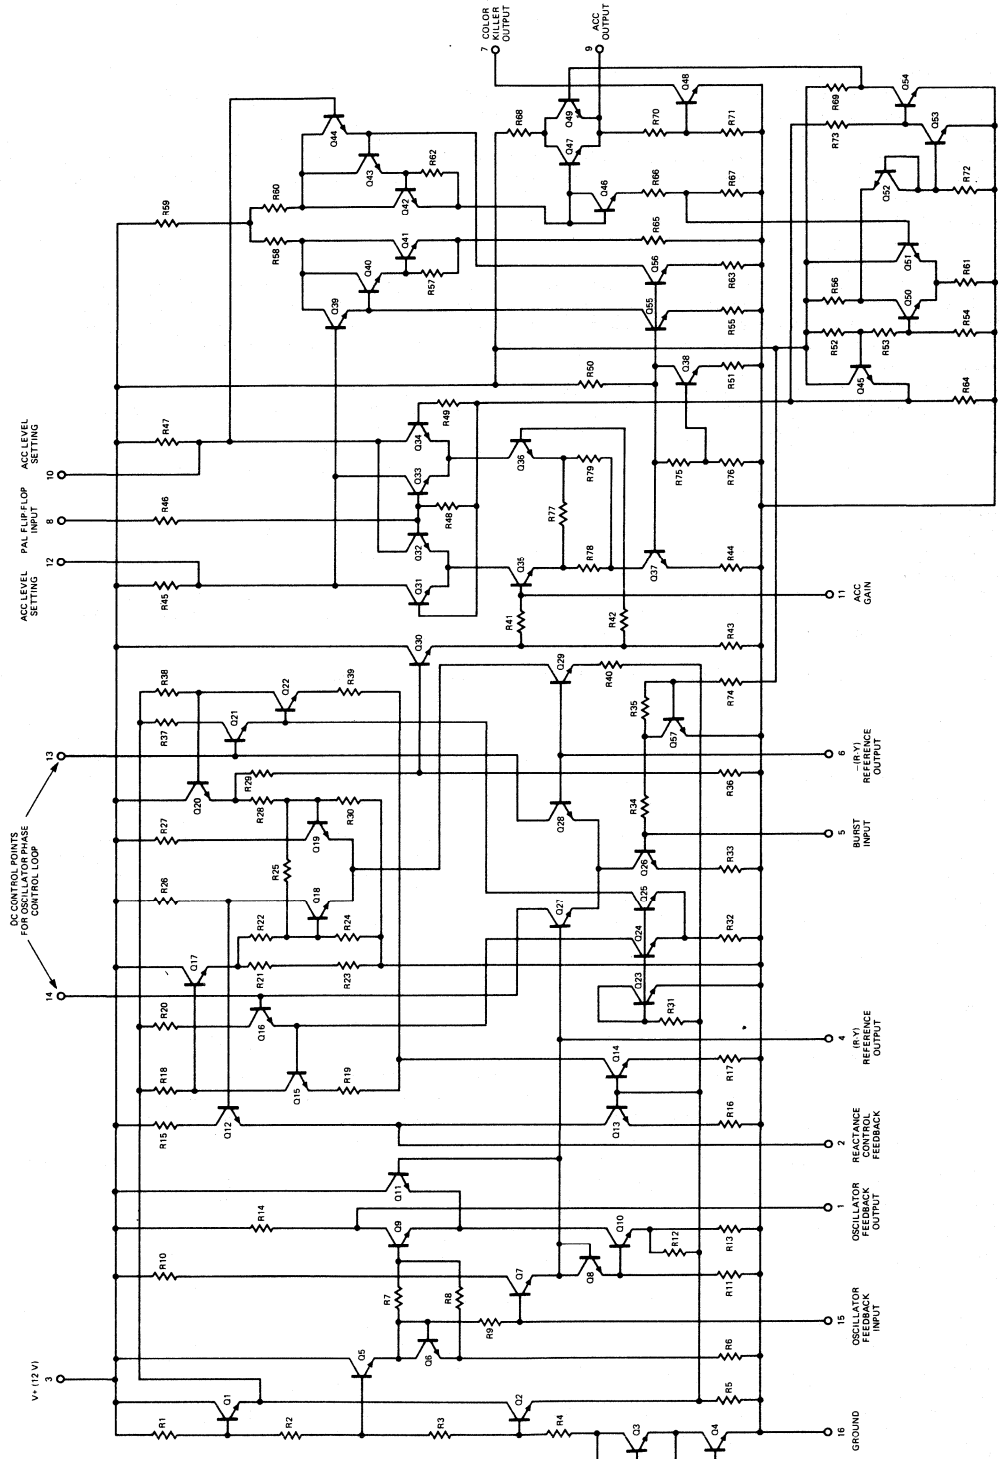 DC CONTROL POINTS
FOR OSCILLATOR PHASE
CONTROL LOOP
V+ (12 V)
3
14
13
ACC LEVEL
SETTING
12
PAL FLIP-FLOP
INPUT
8
ACC LEVEL
SETTING
10
COLOR
KILLER
OUTPUT
7
ACC
OUTPUT
9
R1
R2
R3
R4
R5
R6
R7
R8
R9
R10
R11
R12
R13
R14
R15
R16
R17
R18
R19
R20
R21
R22
R23
R24
R25
R26
R27
R28
R29
R30
R31
R32
R33
R34
R35
R36
R37
R38
R39
R40
R41
R42
R43
R44
R45
R46
R47
R48
R49
R50
R51
R52
R53
R54
R55
R56
R57
R58
R59
R60
R61
R62
R63
R64
R65
R66
R67
R68
R69
R70
R71
R72
R73
R74
R75
R76
R77
R78
R79
Q1
Q2
Q3
Q4
Q5
Q6
Q7
Q8
Q9
Q10
Q11
Q12
Q13
Q14
Q15
Q16
Q17
Q18
Q19
Q20
Q21
Q22
Q23
Q24
Q25
Q26
Q27
Q28
Q29
Q30
Q31
Q32
Q33
Q34
Q35
Q36
Q37
Q38
Q39
Q40
Q41
Q42
Q43
Q44
Q45
Q46
Q47
Q48
Q49
Q50
Q51
Q52
Q53
Q54
Q55
Q56
Q57
16
GROUND
15
OSCILLATOR
FEEDBACK
INPUT
1
OSCILLATOR
FEEDBACK
OUTPUT
2
REACTANCE
CONTROL
FEEDBACK
4
(R-Y)
REFERENCE
OUTPUT
5
BURST
INPUT
6
-(R-Y)
REFERENCE
OUTPUT
11
ACC
GAIN